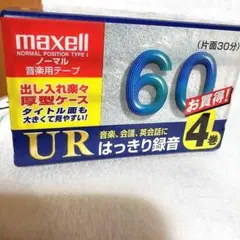 maxell
NORMAL POSITION TYPE I
ノーマル
音楽用テープ
60
(片面30分)
出し入れ楽々
厚型ケース
タイトル面も
大きくて見やすい!
お買得!
4巻
UR
音楽、会議、英会話に
はっきり録音